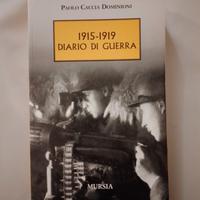 PAOLO CACCIA DOMINIONI
1915-1919
DIARIO DI GUERRA
MURSIA